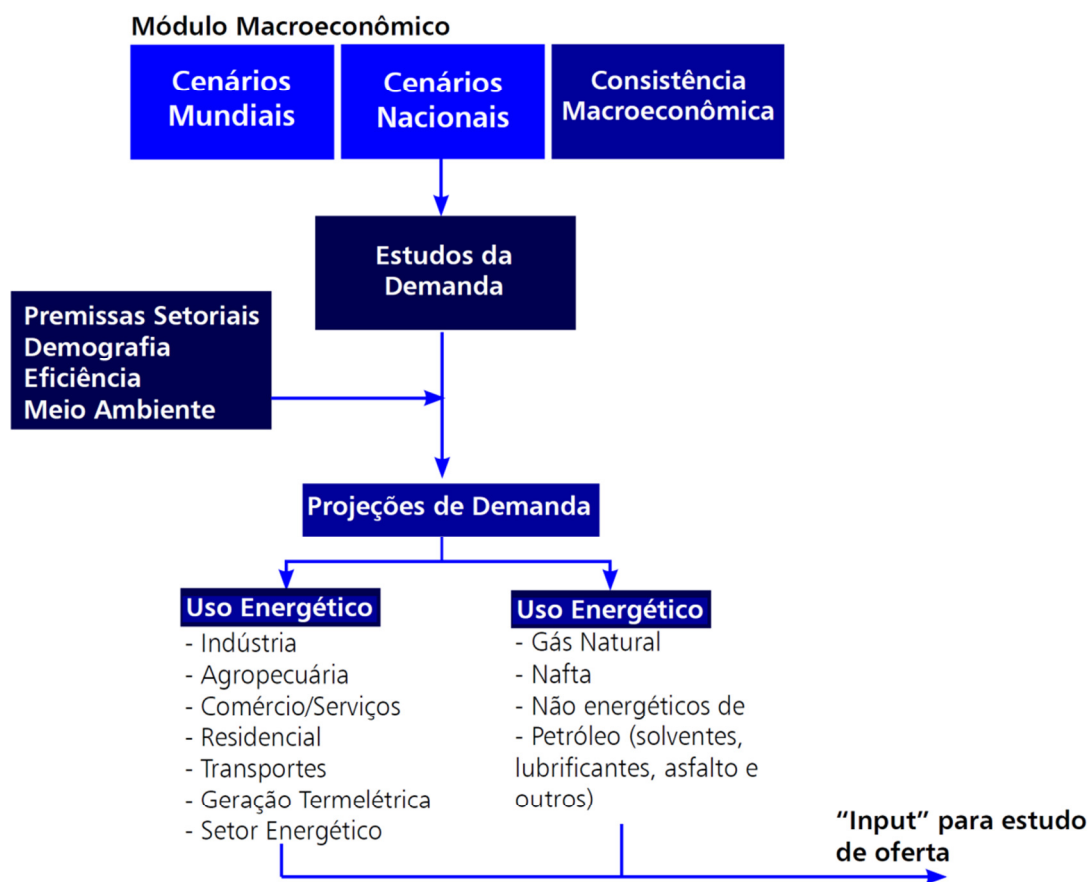 Módulo Macroeconômico
Cenários
Mundiais
Cenários
Nacionais
Consistência
Macroeconômica
Estudos da
Demanda
Premissas Setoriais
Demografia
Eficiência
Meio Ambiente
Projeções de Demanda
Uso Energético
- Indústria
- Agropecuária
- Comércio/Serviços
- Residencial
- Transportes
- Geração Termelétrica
- Setor Energético
Uso Energético
- Gás Natural
- Nafta
- Não energéticos de
- Petróleo (solventes,
lubrificantes, asfalto e
outros)
“Input” para estudo
de oferta